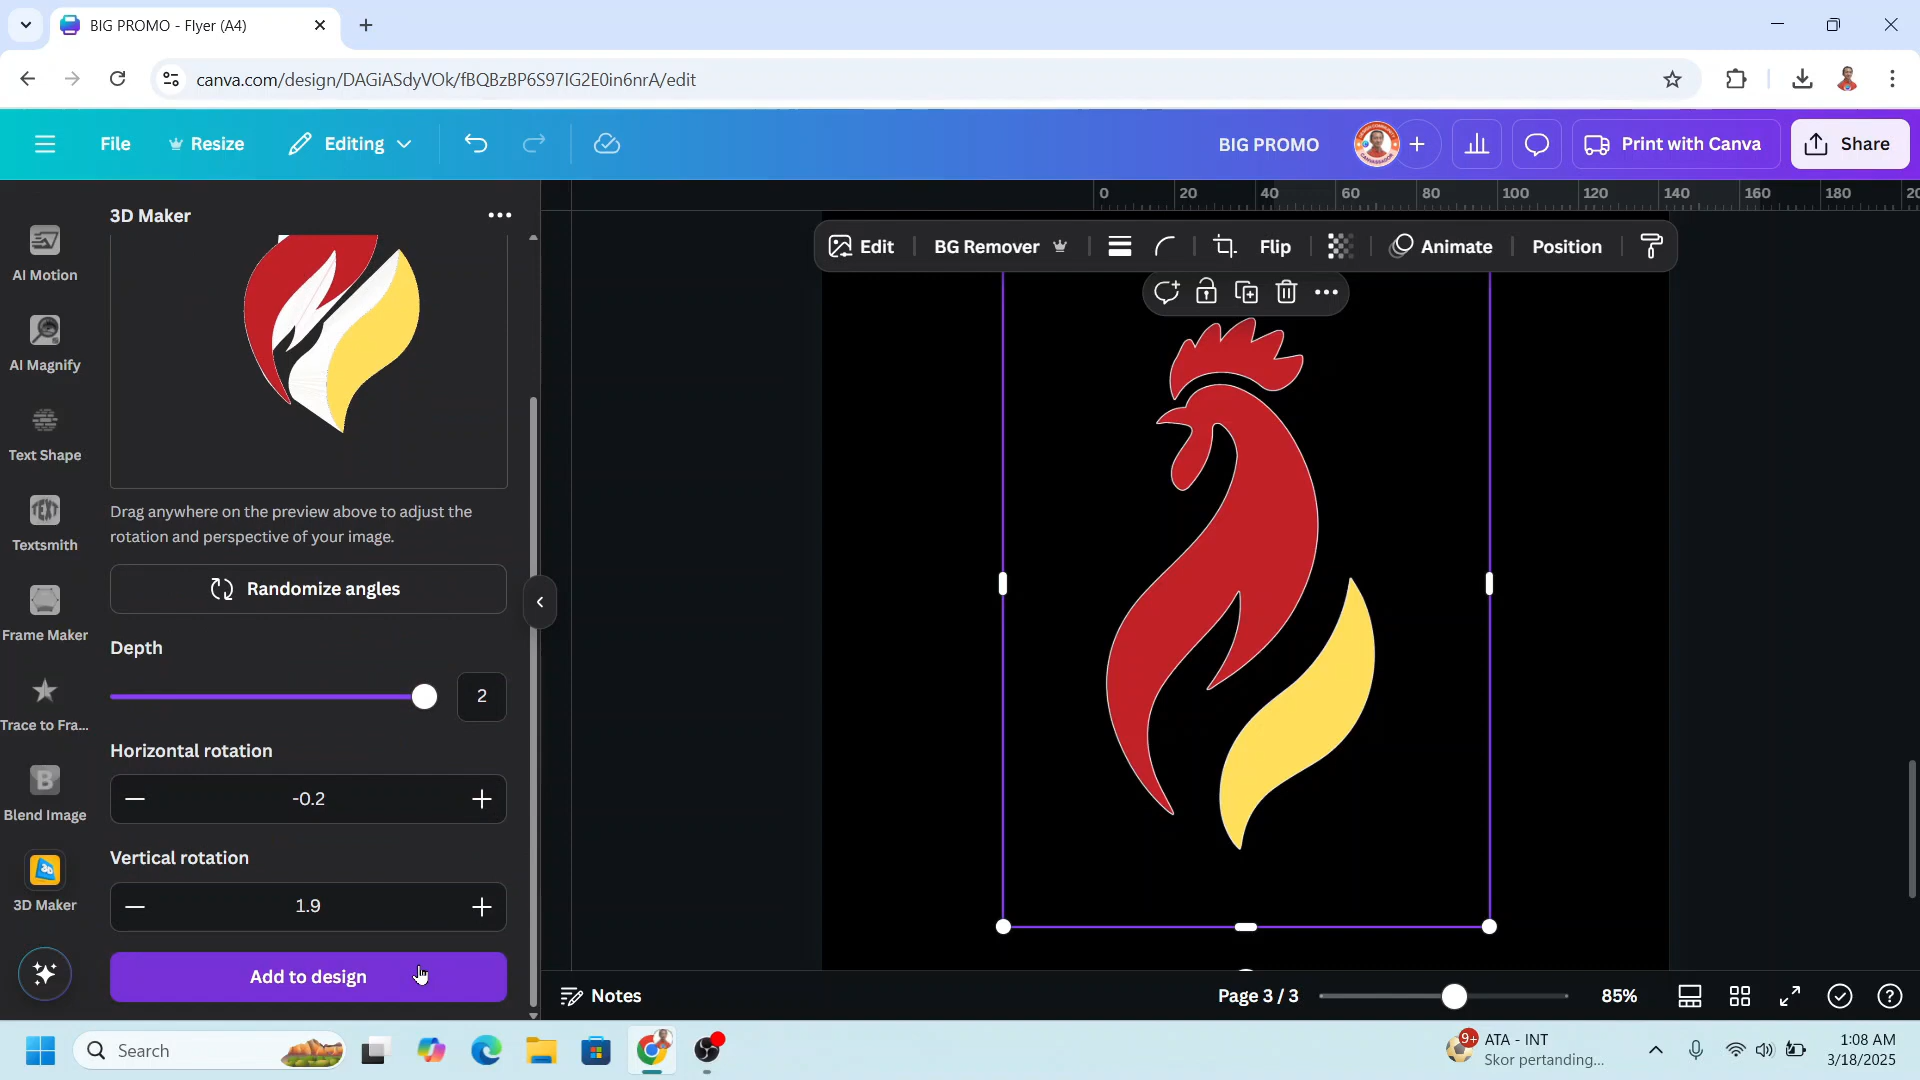 BIG PROMO - Flyer (A4)
canva.com/design/DAGiASdyVOk/fBQBzBP6S97IG2E0in6nrA/edit
File
Resize
Editing
BIG PROMO
Print with Canva
Share
3D Maker
0 20 40 60 80 100 120 140 160 180
Edit
BG Remover
Flip
Animate
Position
AI Motion
AI Magnify
Text Shape
TEXT
Textsmith
Frame Maker
Trace to Fra...
B
Blend Image
3D
3D Maker
Drag anywhere on the preview above to adjust the
rotation and perspective of your image.
Randomize angles
Depth
2
Horizontal rotation
-0.2
Vertical rotation
1.9
Add to design
Notes
Page 3 / 3
85%
Search
9+
ATA - INT
Skor pertanding...
1:08 AM
3/18/2025